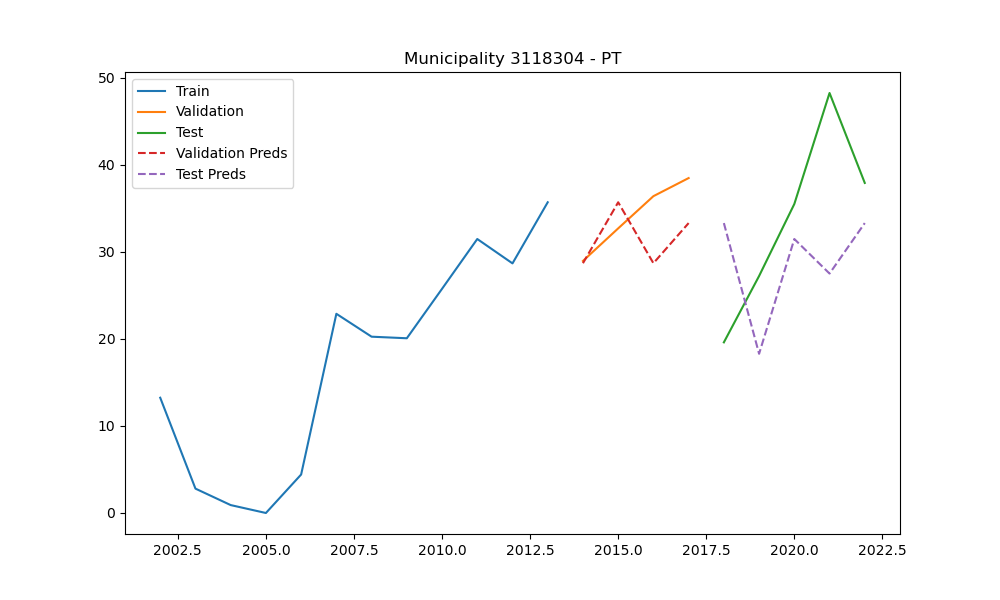 Municipality 3118304 - PT
50
40
30
20
10
0
Train
Validation
Test
Validation Preds
Test Preds
2002.5 2005.0 2007.5 2010.0 2012.5 2015.0 2017.5 2020.0 2022.5